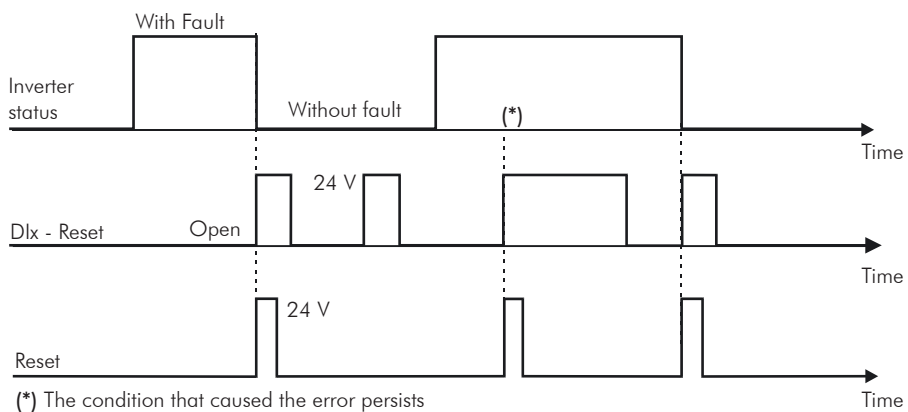 With Fault
Inverter
status
Without fault
(*)
Time
24 V
DIx - Reset
Open
Time
24 V
Reset
Time
(*) The condition that caused the error persists